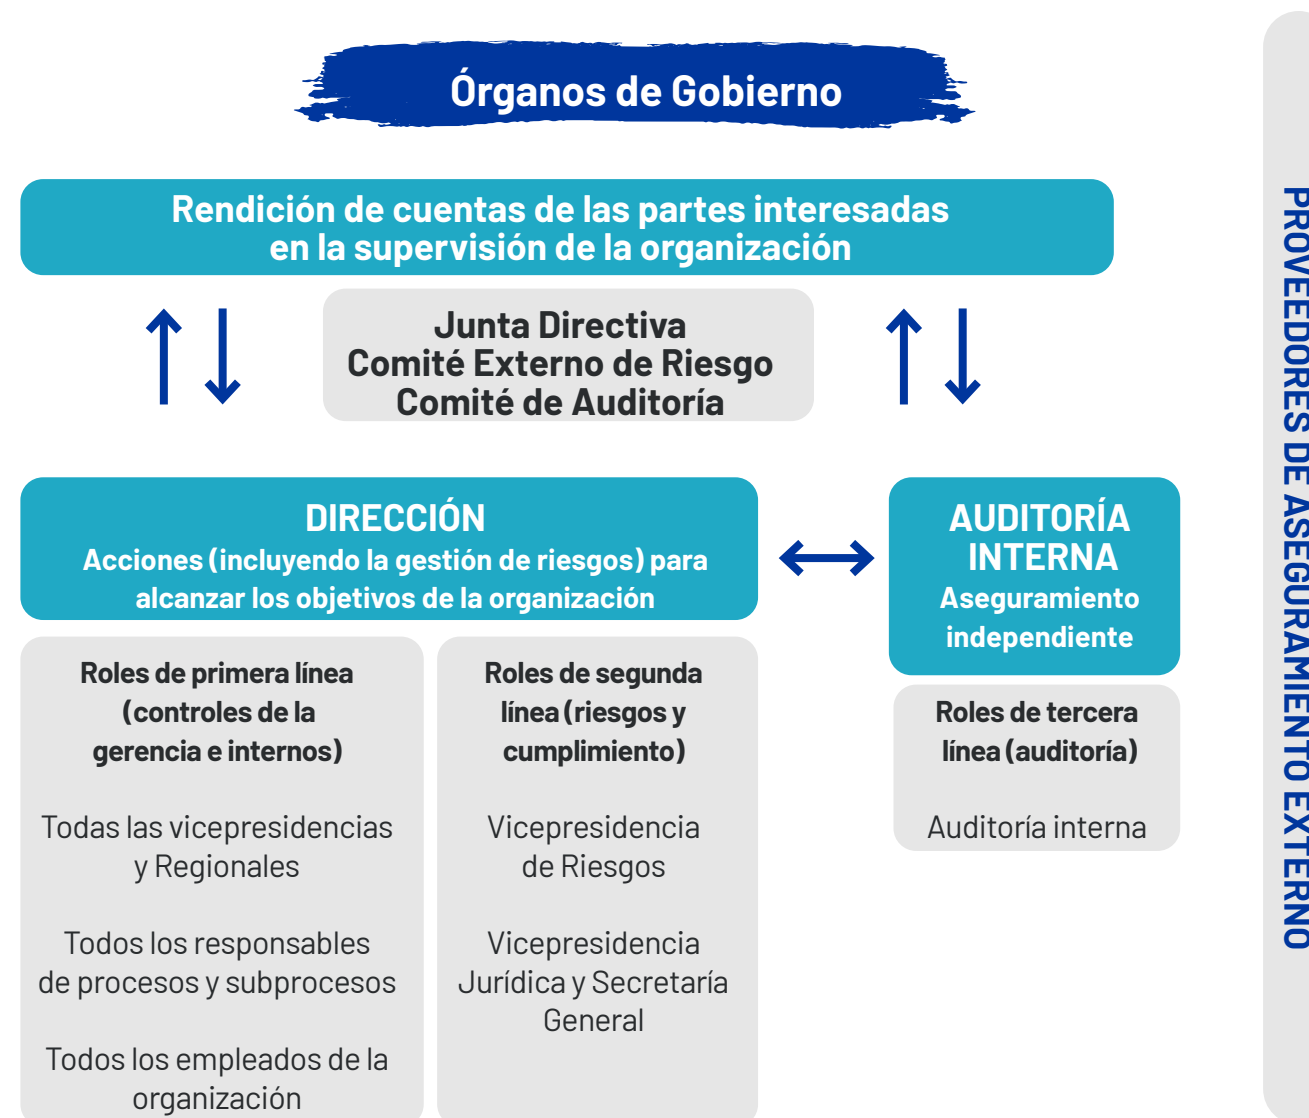 Órganos de Gobierno
Rendición de cuentas de las partes interesadas
en la supervisión de la organización
Junta Directiva
Comité Externo de Riesgo
Comité de Auditoría
DIRECCIÓN
Acciones (incluyendo la gestión de riesgos) para
alcanzar los objetivos de la organización
AUDITORÍA
INTERNA
Aseguramiento
independiente
Roles de primera línea
(controles de la
gerencia e internos)
Todas las vicepresidencias
y Regionales
Todos los responsables
de procesos y subprocesos
Todos los empleados de la
organización
Roles de segunda
línea (riesgos y
cumplimiento)
Vicepresidencia
de Riesgos
Vicepresidencia
Jurídica y Secretaría
General
Roles de tercera
línea (auditoría)
Auditoría interna
PROVEEDORES DE ASEGURAMIENTO EXTERNO